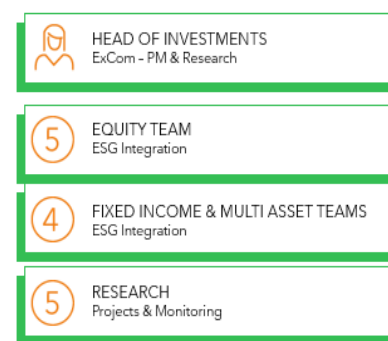 HEAD OF INVESTMENTS
ExCom - PM & Research
5
EQUITY TEAM
ESG Integration
4
FIXED INCOME & MULTI ASSET TEAMS
ESG Integration
5
RESEARCH
Projects & Monitoring